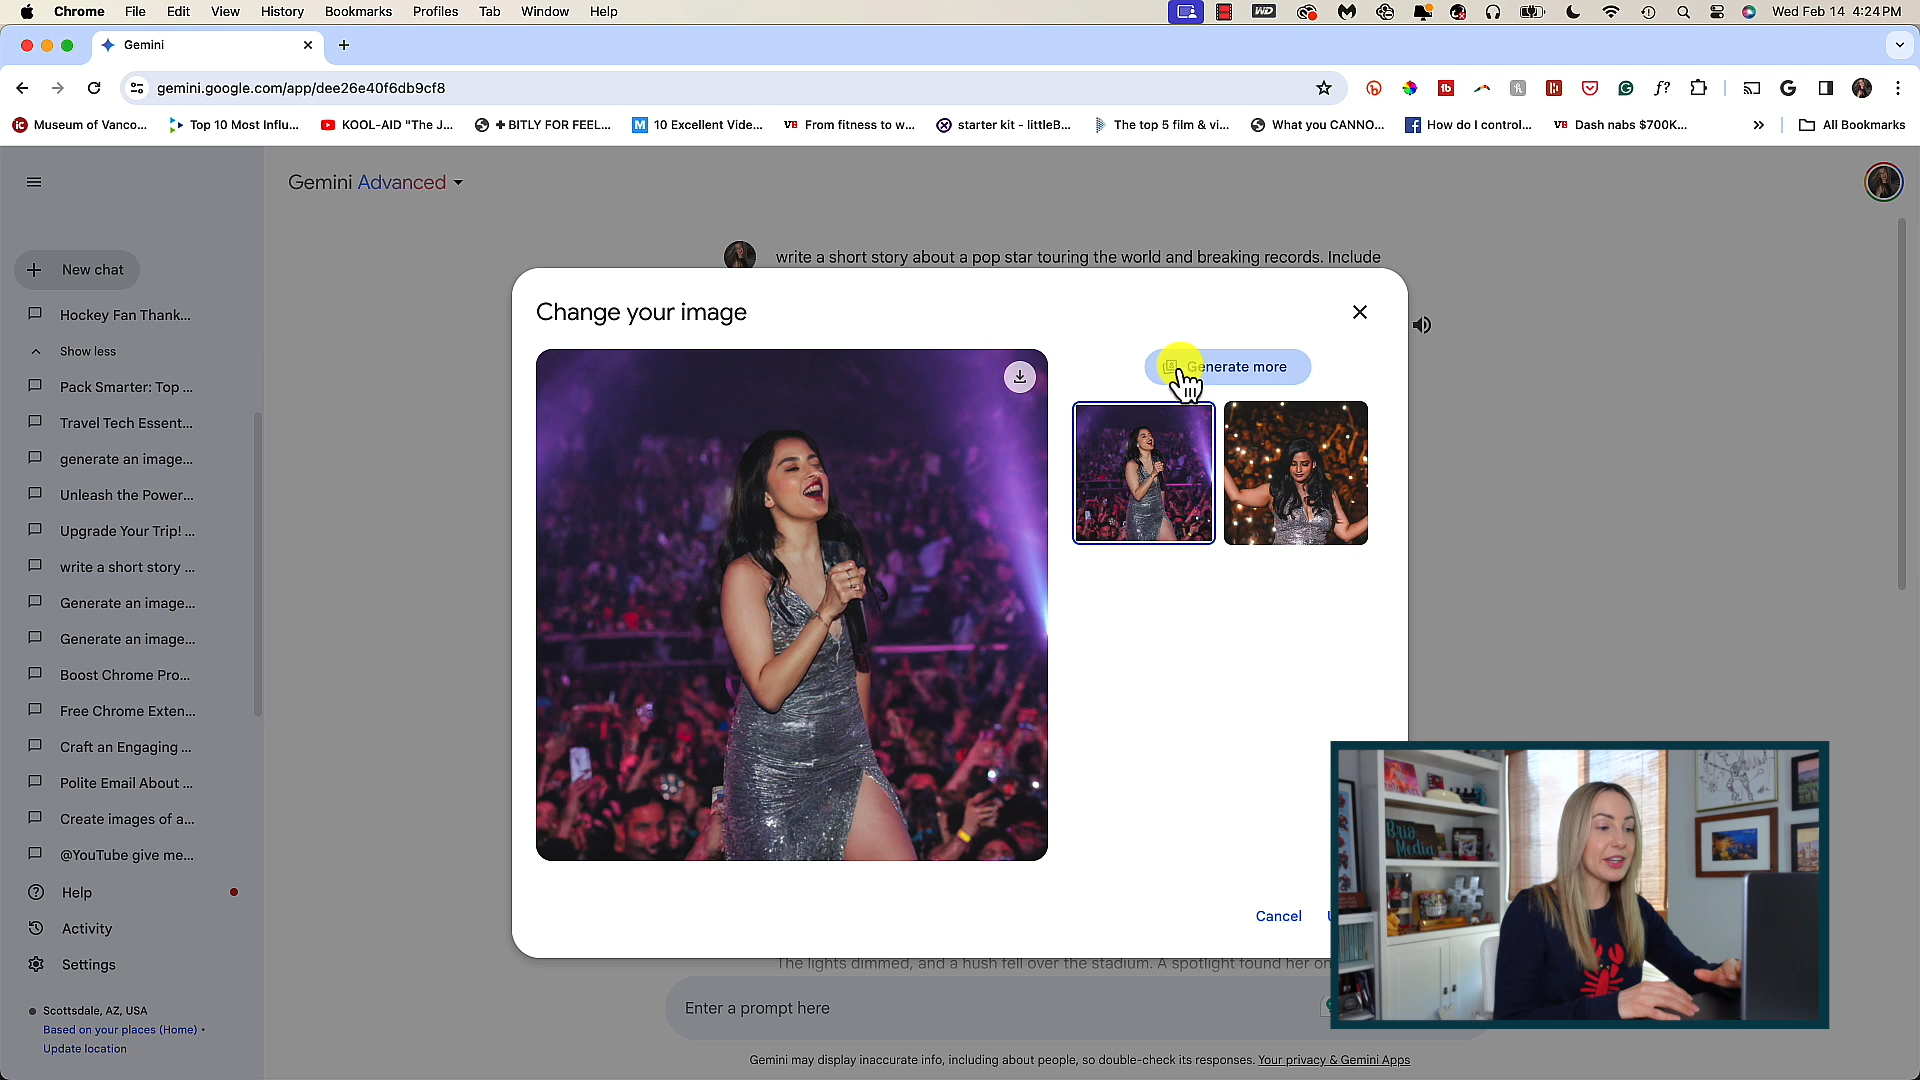 Chrome File Edit View History Bookmarks Profiles Tab Window Help
WD
Wed Feb 14 4:24 PM
Gemini
gemini.google.com/app/dee26e40f6db9cf8
Museum of Vanco... Top 10 Most Influ... KOOL-AID "The J... + BITLY FOR FEEL... 10 Excellent Vide... From fitness to w... starter kit - littleB... The top 5 film & vi... What you CANNO... How do I control... Dash nabs $700K... » All Bookmarks
Gemini Advanced
New chat
write a short story about a pop star touring the world and breaking records. Include
Hockey Fan Thank...
Show less
Pack Smarter: Top ...
Travel Tech Essent...
generate an image...
Unleash the Power...
Upgrade Your Trip! ...
write a short story ...
Generate an image...
Generate an image...
Boost Chrome Pro...
Free Chrome Exten...
Craft an Engaging ...
Polite Email About ...
Create images of a...
@YouTube give me...
Help
Activity
Settings
Scottsdale, AZ, USA
Based on your places (Home) •
Update location
Change your image
Generate more
Cancel
The lights dimmed, and a hush fell over the stadium. A spotlight found her
Enter a prompt here
Gemini may display inaccurate info, including about people, so double-check its responses. Your privacy & Gemini Apps
Brio
Media